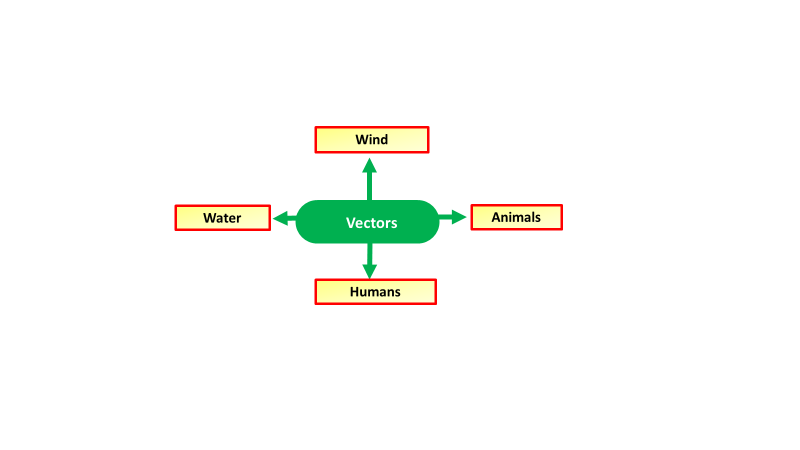 Wind
Water
Vectors
Animals
Humans